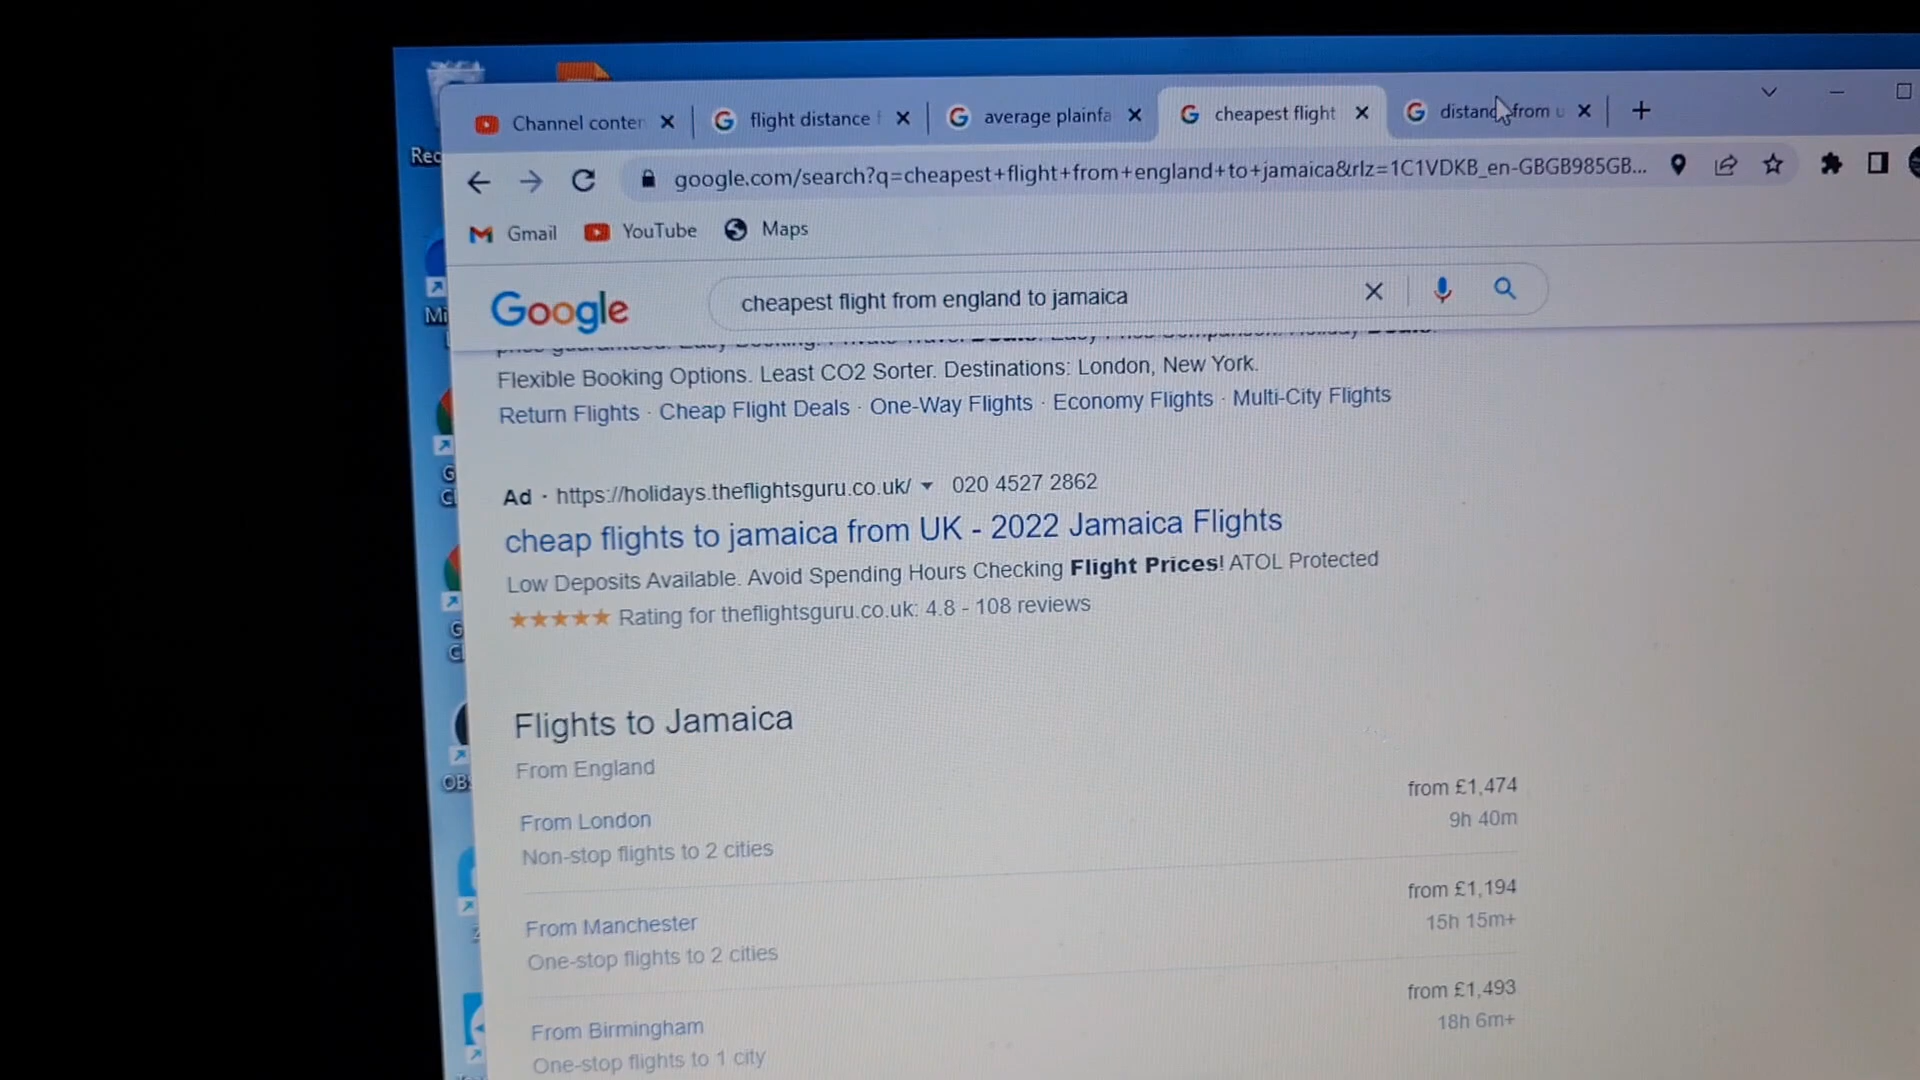 Channel conter
flight distance f
average plainfa
cheapest flight
distanc from u
google.com/search?q=cheapest+flight+from+england+to+jamaica&rlz=1C1VDKB_en-GBGB985GB...
Gmail YouTube Maps
Google
cheapest flight from england to jamaica
Flexible Booking Options. Least CO2 Sorter. Destinations: London, New York.
Return Flights · Cheap Flight Deals · One-Way Flights · Economy Flights · Multi-City Flights
Ad · https://holidays.theflightsguru.co.uk/ 020 4527 2862
cheap flights to jamaica from UK - 2022 Jamaica Flights
Low Deposits Available. Avoid Spending Hours Checking Flight Prices! ATOL Protected
Rating for theflightsguru.co.uk: 4.8 - 108 reviews
Flights to Jamaica
From England
From London from £1,474
Non-stop flights to 2 cities 9h 40m
From Manchester from £1,194
One-stop flights to 2 cities 15h 15m+
From Birmingham from £1,493
One-stop flights to 1 city 18h 6m+
Rec
Mi
G
Cl
G
Cl
OBS